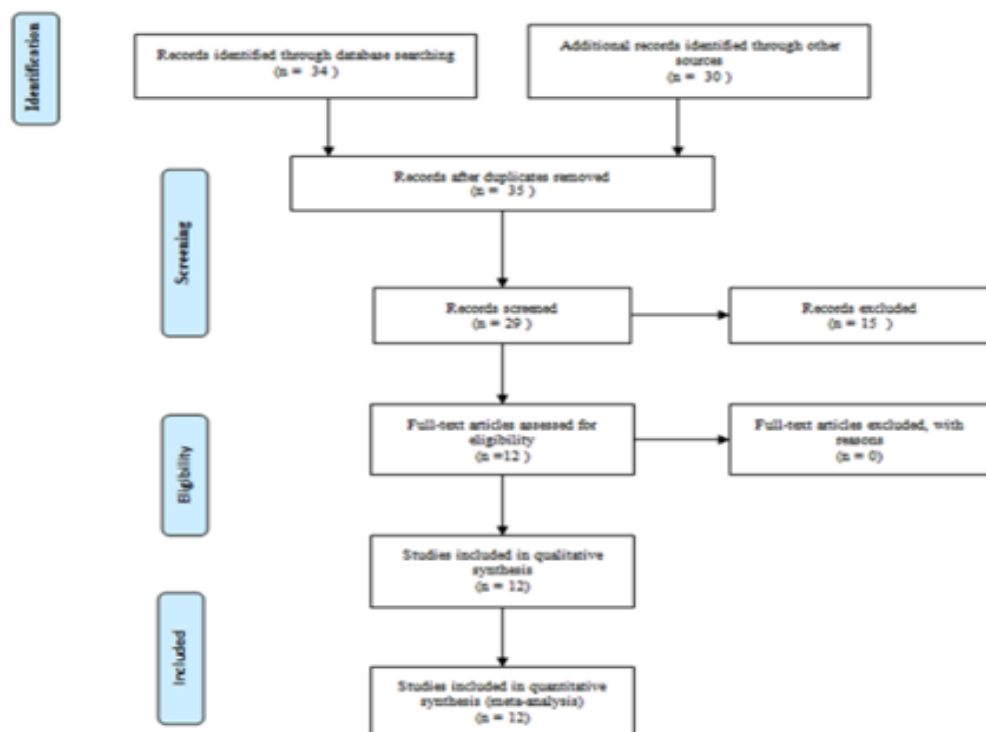 Identification
Records identified through database searching
(n = 34 )
Additional records identified through other
sources
(n = 30 )
Records after duplicates removed
(n = 35 )
Screening
Records screened
(n = 29 )
Records excluded
(n = 15 )
Eligibility
Full-text articles assessed for
eligibility
(n =12 )
Full-text articles excluded, with
reasons
(n = 0)
Studies included in qualitative
synthesis
(n = 12)
Included
Studies included in quantitative
synthesis (meta-analysis)
(n = 12)